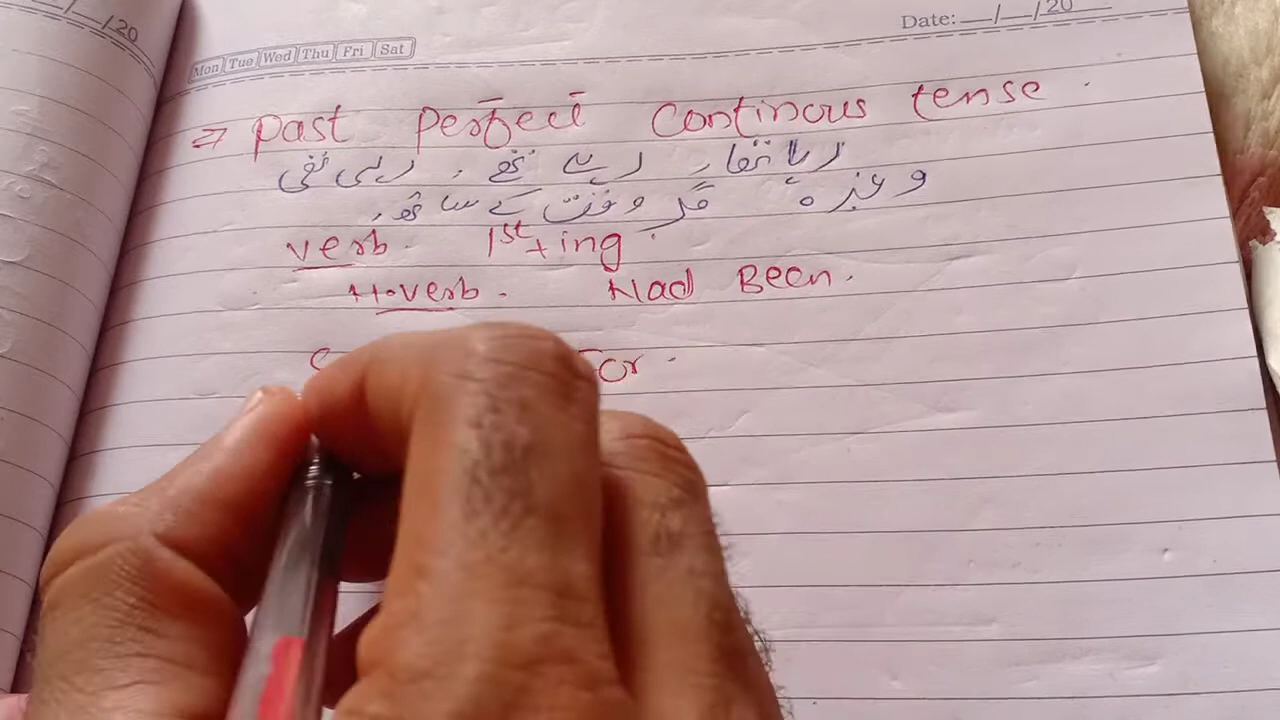 /20
Date: __/__/20
Mon Tue Wed Thu Fri Sat
⇒ Past Perfect Continous tense.
رہا تھا، رہے تھے، رہی تھی
وغیرہ مگر وقت کے ساتھ
verb. 1st+ing.
H.verb. Had Been.
For.